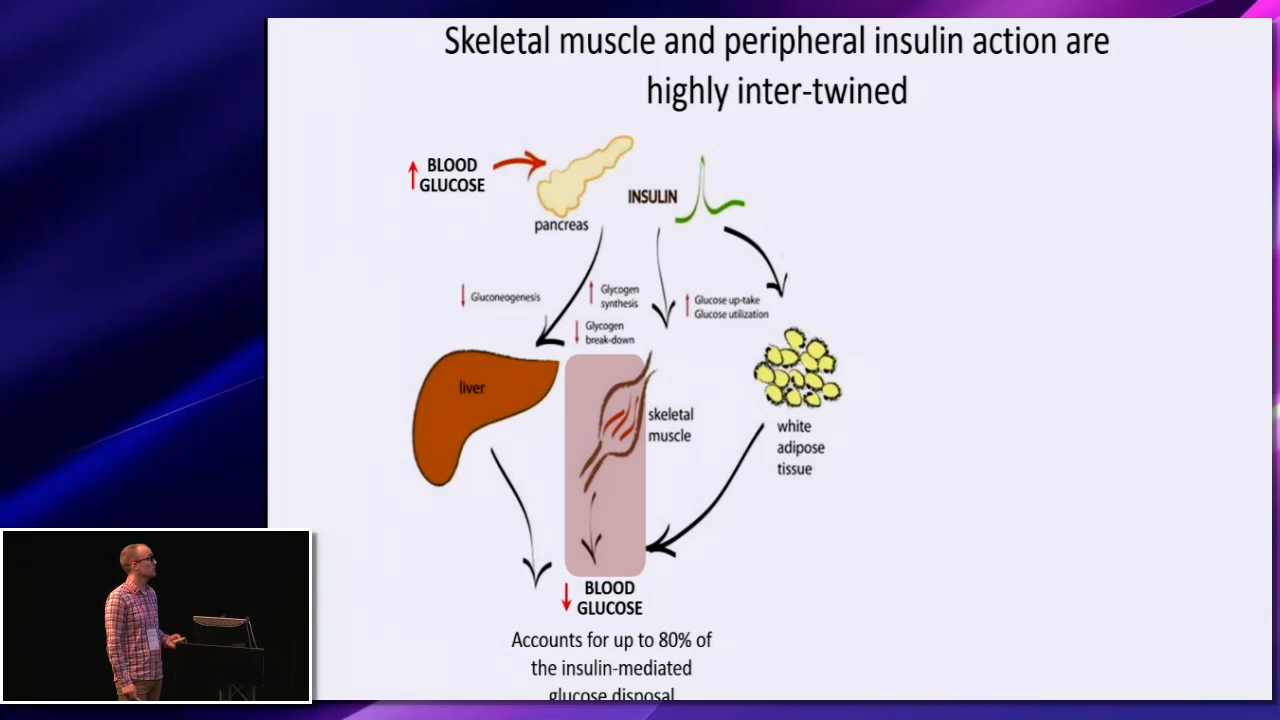 Skeletal muscle and peripheral insulin action are
highly inter-twined
BLOOD
GLUCOSE
pancreas
INSULIN
Gluconeogenesis
Glycogen
synthesis
Glycogen
break-down
Glucose up-take
Glucose utilization
liver
skeletal
muscle
white
adipose
tissue
BLOOD
GLUCOSE
Accounts for up to 80% of
the insulin-mediated
glucose disposal